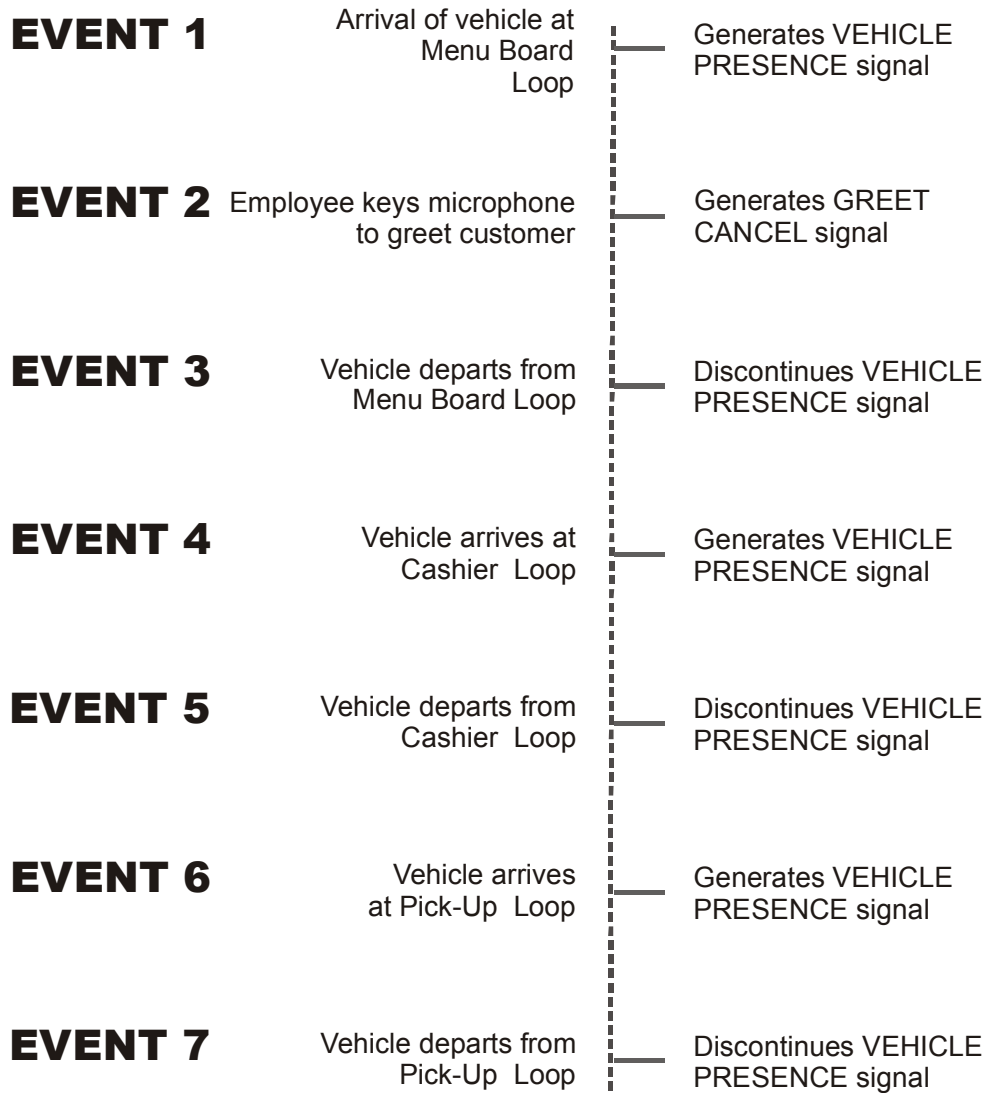 EVENT 1
Arrival of vehicle at
Menu Board
Loop
Generates VEHICLE
PRESENCE signal
EVENT 2
Employee keys microphone
to greet customer
Generates GREET
CANCEL signal
EVENT 3
Vehicle departs from
Menu Board Loop
Discontinues VEHICLE
PRESENCE signal
EVENT 4
Vehicle arrives at
Cashier Loop
Generates VEHICLE
PRESENCE signal
EVENT 5
Vehicle departs from
Cashier Loop
Discontinues VEHICLE
PRESENCE signal
EVENT 6
Vehicle arrives
at Pick-Up Loop
Generates VEHICLE
PRESENCE signal
EVENT 7
Vehicle departs from
Pick-Up Loop
Discontinues VEHICLE
PRESENCE signal